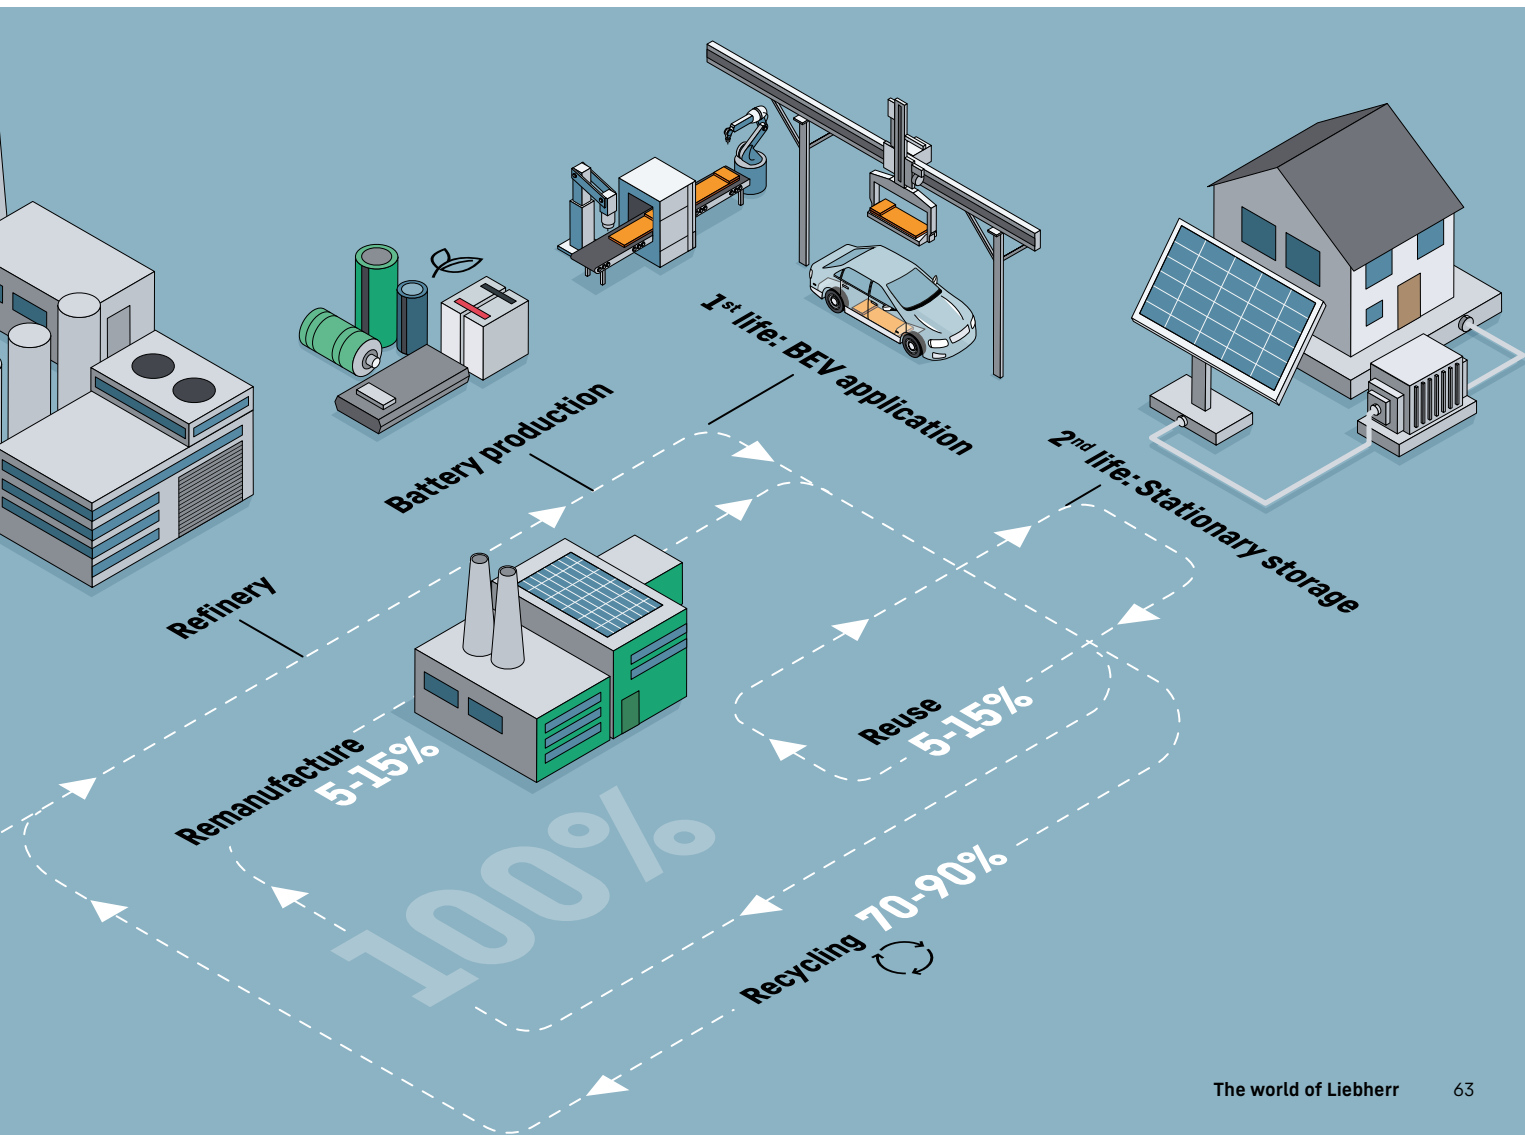 1st life: BEV application
Battery production
2nd life: Stationary storage
Refinery
Reuse
5-15%
Remanufacture
5-15%
100%
70-90%
Recycling
The world of Liebherr 63